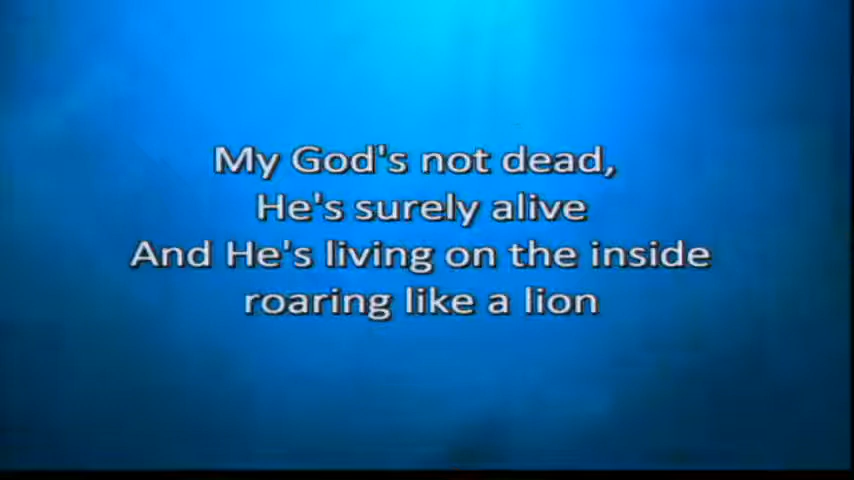 My God's not dead,
He's surely alive
And He's living on the inside
roaring like a lion